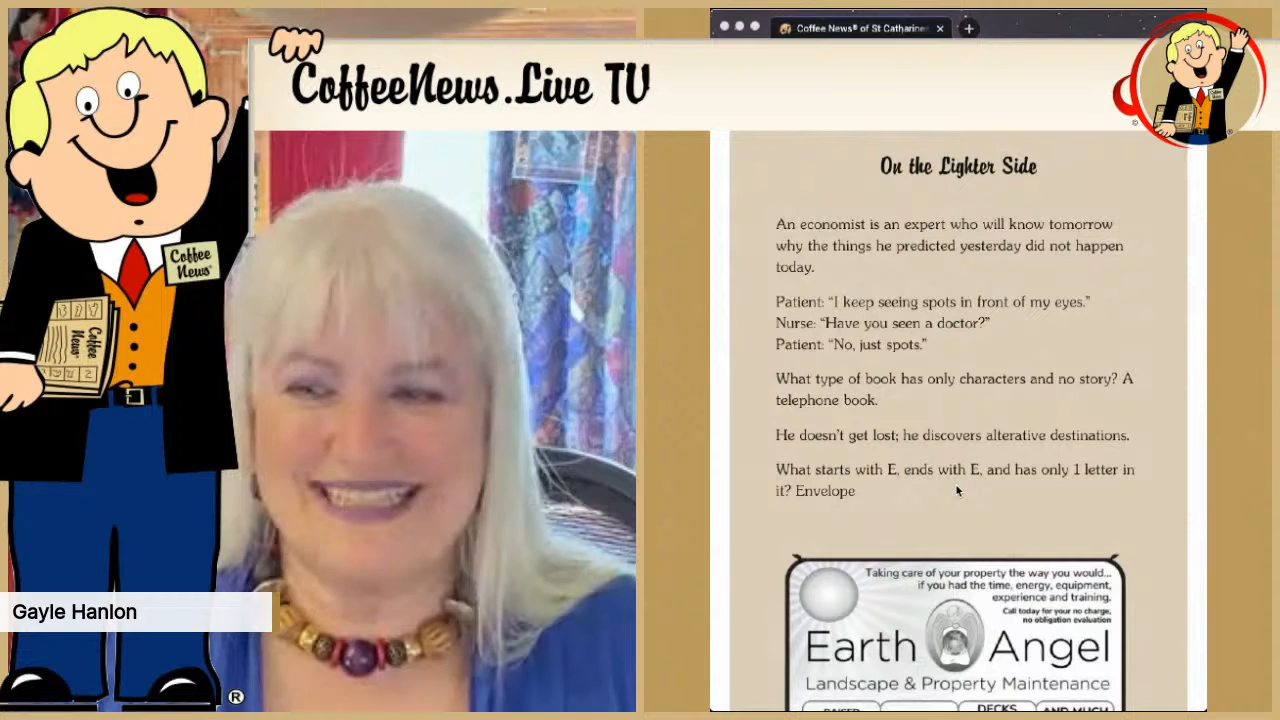 Coffee News® of St Catharines
CoffeeNews.Live TV
Coffee
News
Coffee
News
On the Lighter Side
An economist is an expert who will know tomorrow
why the things he predicted yesterday did not happen
today.
Patient: “I keep seeing spots in front of my eyes.”
Nurse: “Have you seen a doctor?”
Patient: “No, just spots.”
What type of book has only characters and no story? A
telephone book.
He doesn’t get lost; he discovers alterative destinations.
What starts with E, ends with E, and has only 1 letter in
it? Envelope
Taking care of your property the way you would...
if you had the time, energy, equipment,
experience and training.
Call today for your no charge,
no obligation evaluation
Earth Angel
Landscape & Property Maintenance
RAISED
DECKS
AND MUCH
Gayle Hanlon
®